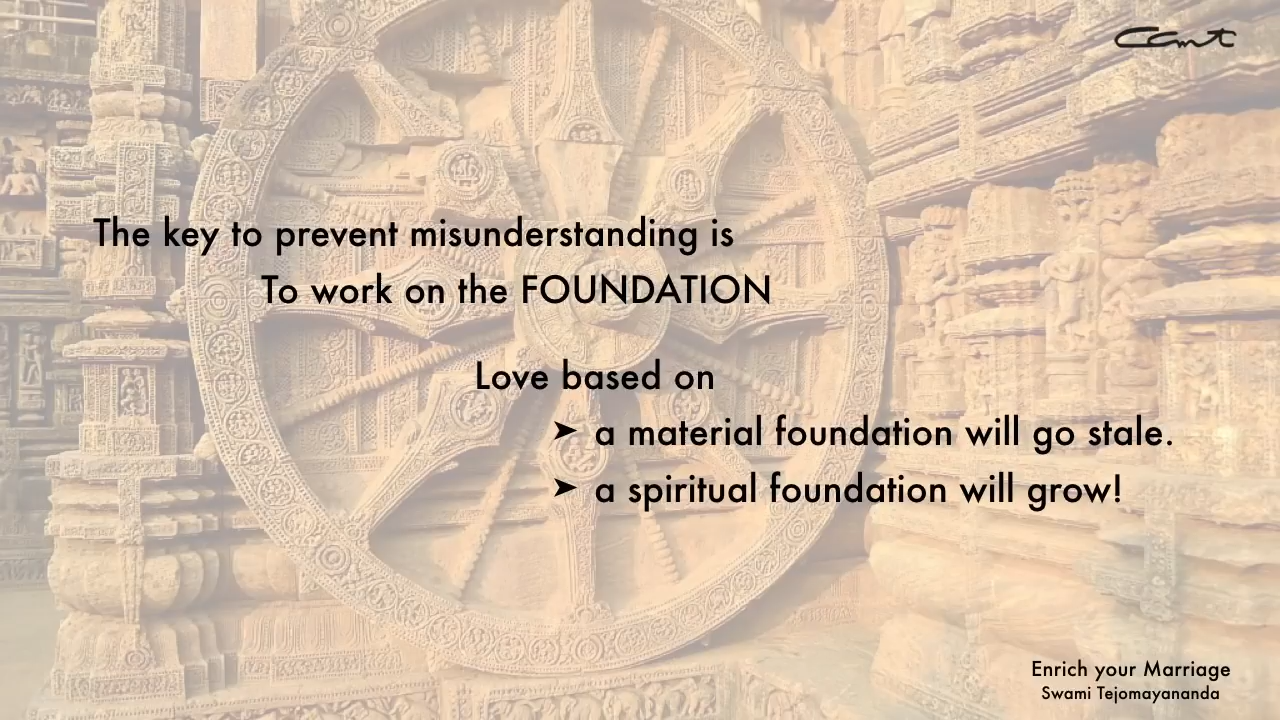 The key to prevent misunderstanding is
To work on the FOUNDATION
Love based on
➤ a material foundation will go stale.
➤ a spiritual foundation will grow!
Enrich your Marriage
Swami Tejomayananda